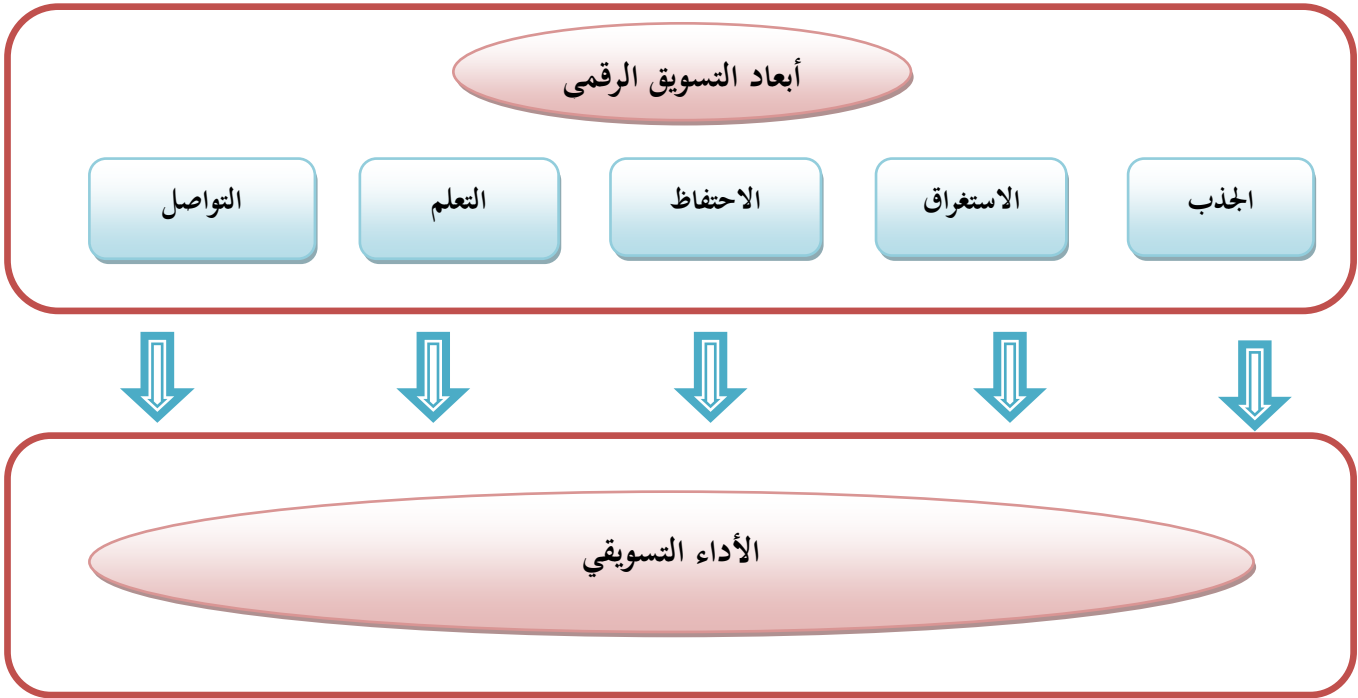 أبعاد التسويق الرقمى
الجذب
الاستغراق
الاحتفاظ
التعلم
التواصل
الأداء التسويقي